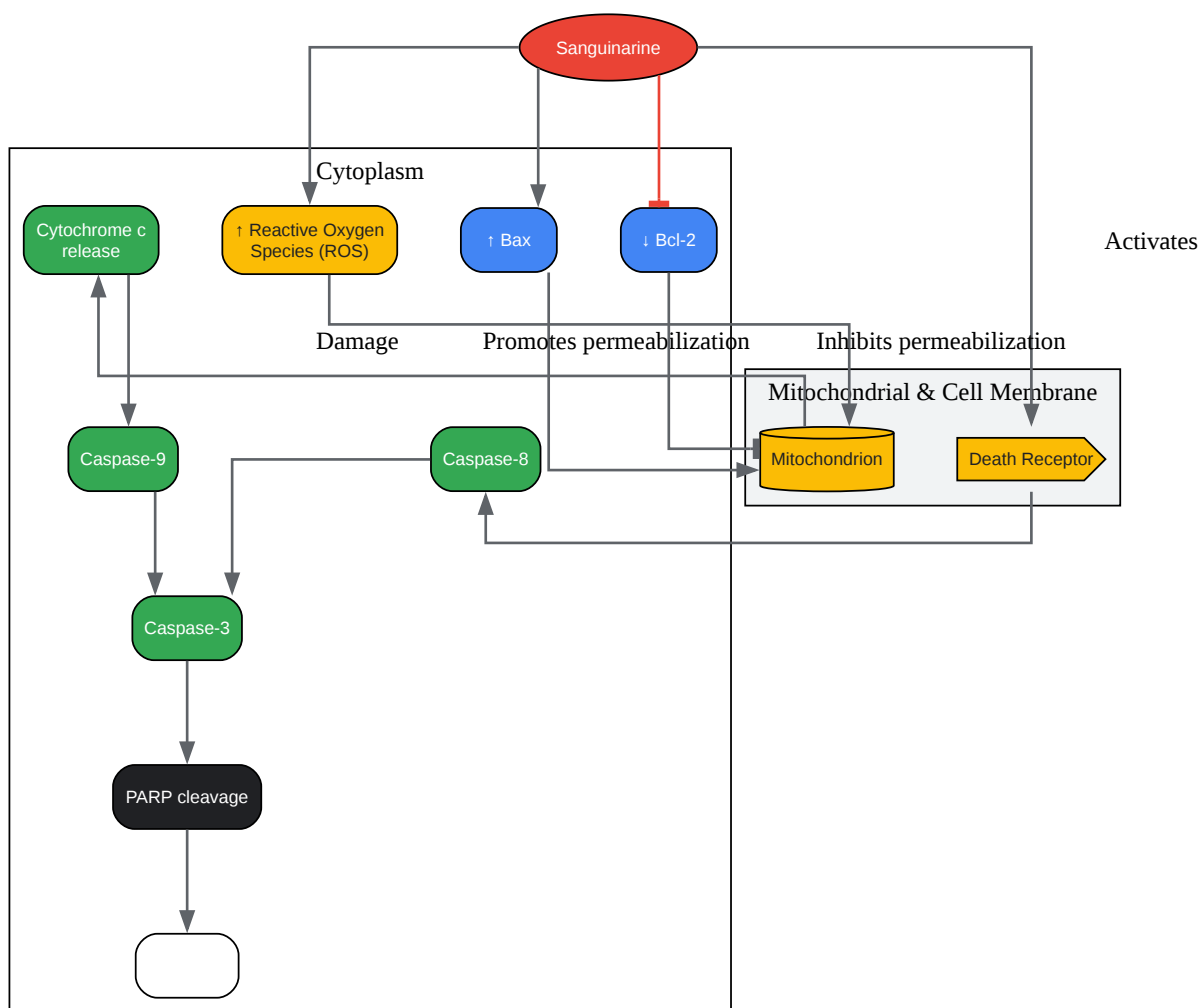 Sanguinarine
Cytoplasm
Cytochrome c
release
↑ Reactive Oxygen
Species (ROS)
↑ Bax
↓ Bcl-2
Activates
Damage
Promotes permeabilization
Inhibits permeabilization
Mitochondrial & Cell Membrane
Caspase-9
Caspase-8
Mitochondrion
Death Receptor
Caspase-3
PARP cleavage